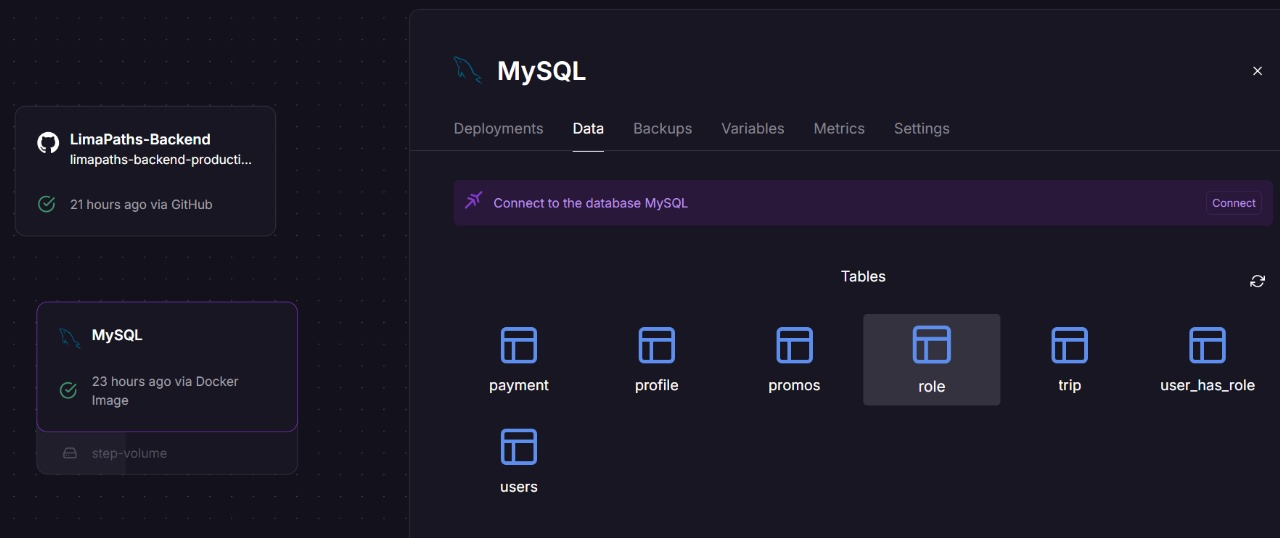 LimaPaths-Backend
limapaths-backend-producti...
21 hours ago via GitHub
MySQL
23 hours ago via Docker
Image
step-volume
MySQL
Deployments Data Backups Variables Metrics Settings
Connect to the database MySQL Connect
Tables
payment profile promos role trip user_has_role
users